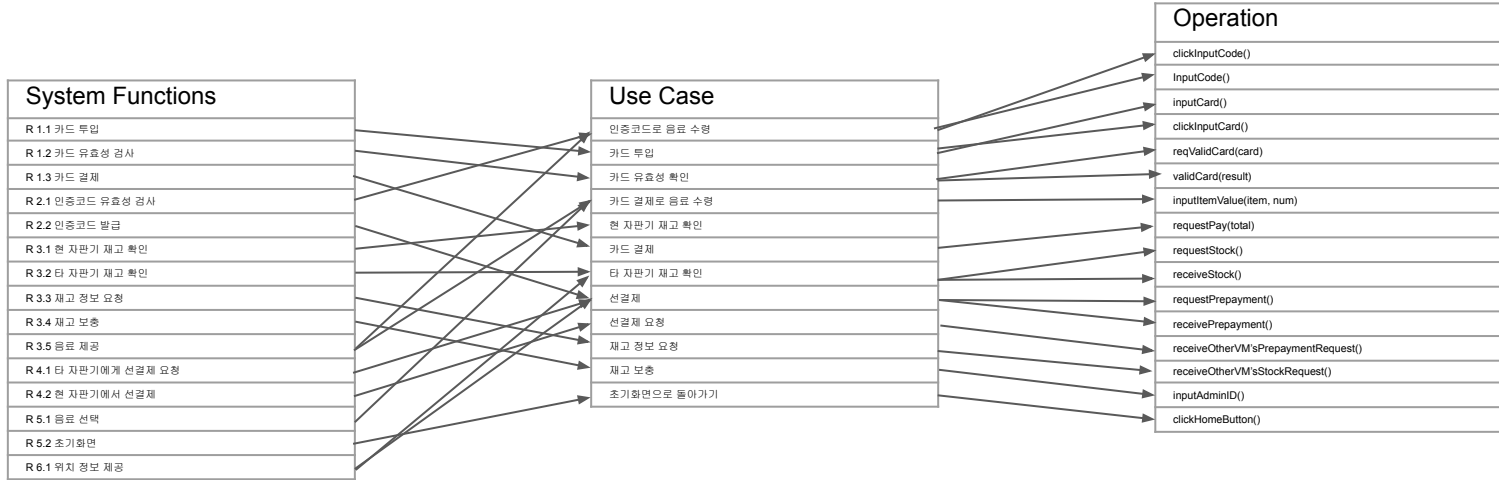 System Functions
R 1.1 카드 투입
R 1.2 카드 유효성 검사
R 1.3 카드 결제
R 2.1 인증코드 유효성 검사
R 2.2 인증코드 발급
R 3.1 현 자판기 재고 확인
R 3.2 타 자판기 재고 확인
R 3.3 재고 정보 요청
R 3.4 재고 보충
R 3.5 음료 제공
R 4.1 타 자판기에게 선결제 요청
R 4.2 현 자판기에서 선결제
R 5.1 음료 선택
R 5.2 초기화면
R 6.1 위치 정보 제공
Use Case
인증코드로 음료 수령
카드 투입
카드 유효성 확인
카드 결제로 음료 수령
현 자판기 재고 확인
카드 결제
타 자판기 재고 확인
선결제
선결제 요청
재고 정보 요청
재고 보충
초기화면으로 돌아가기
Operation
clickInputCode()
InputCode()
inputCard()
clickInputCard()
reqValidCard(card)
validCard(result)
inputItemValue(item, num)
requestPay(total)
requestStock()
receiveStock()
requestPrepayment()
receivePrepayment()
receiveOtherVM'sPrepaymentRequest()
receiveOtherVM'sStockRequest()
inputAdminID()
clickHomeButton()